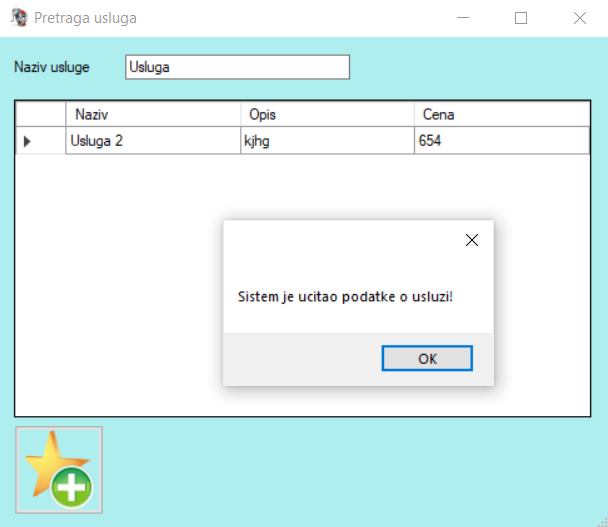 Pretraga usluga
Naziv usluge Usluga
Naziv Opis Cena
Usluga 2 kjhg 654
Sistem je ucitao podatke o usluzi!
OK